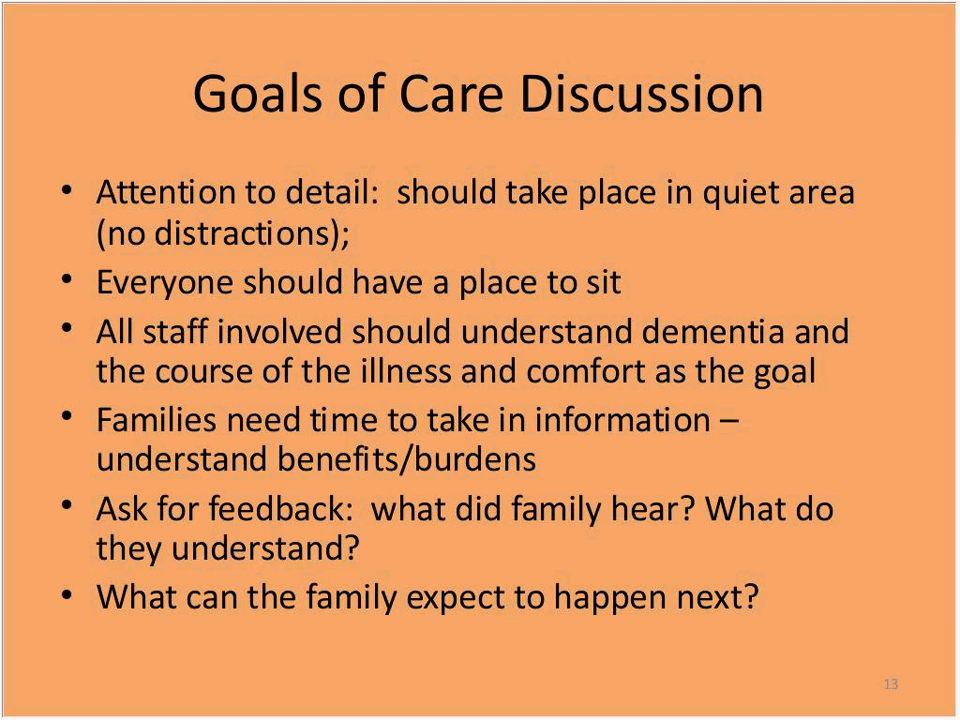 Goals of Care Discussion
• Attention to detail:  should take place in quiet area
(no distractions);
• Everyone should have a place to sit
• All staff involved should understand dementia and
the course of the illness and comfort as the goal
• Families need time to take in information –
understand benefits/burdens
• Ask for feedback:  what did family hear? What do
they understand?
• What can the family expect to happen next?
13